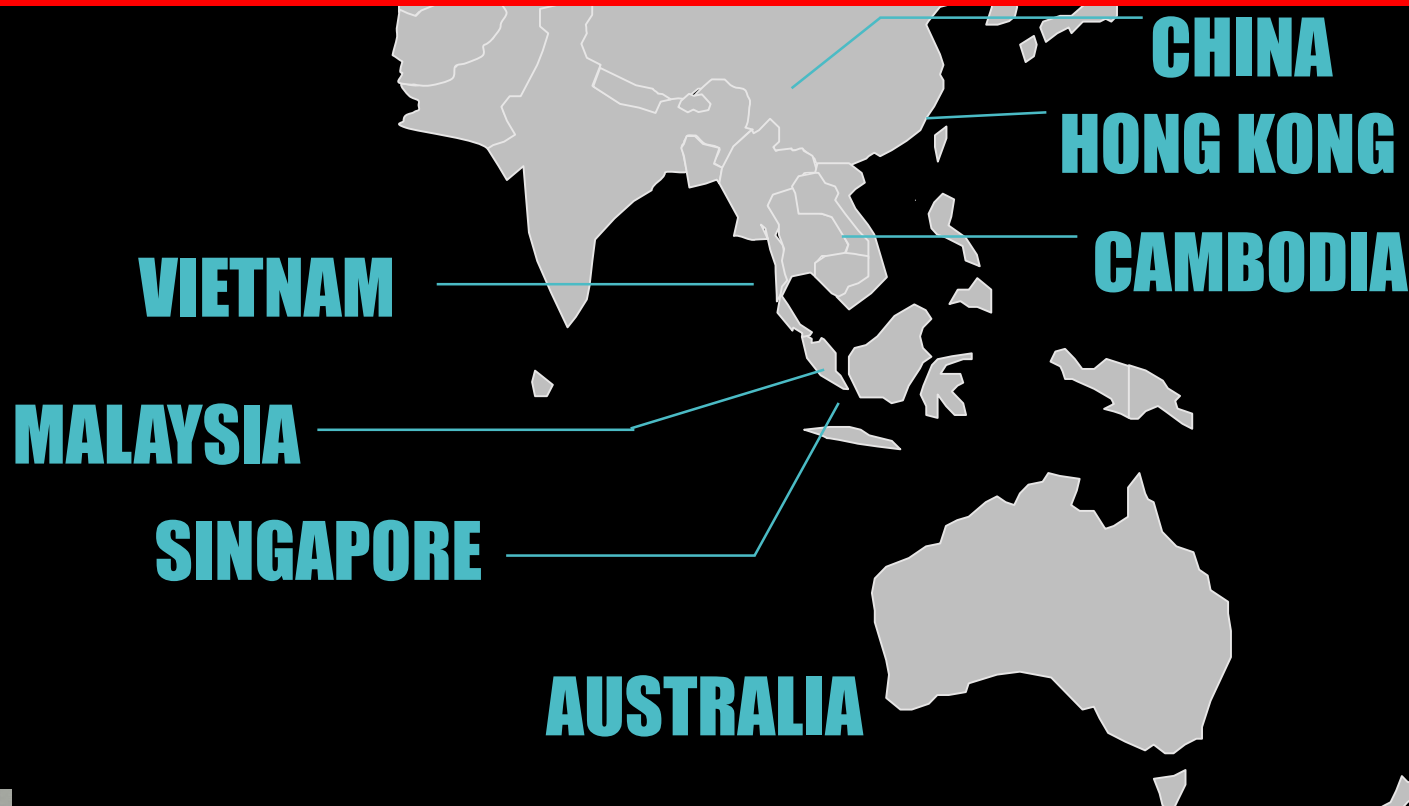 CHINA
HONG KONG
CAMBODIA
VIETNAM
MALAYSIA
SINGAPORE
AUSTRALIA